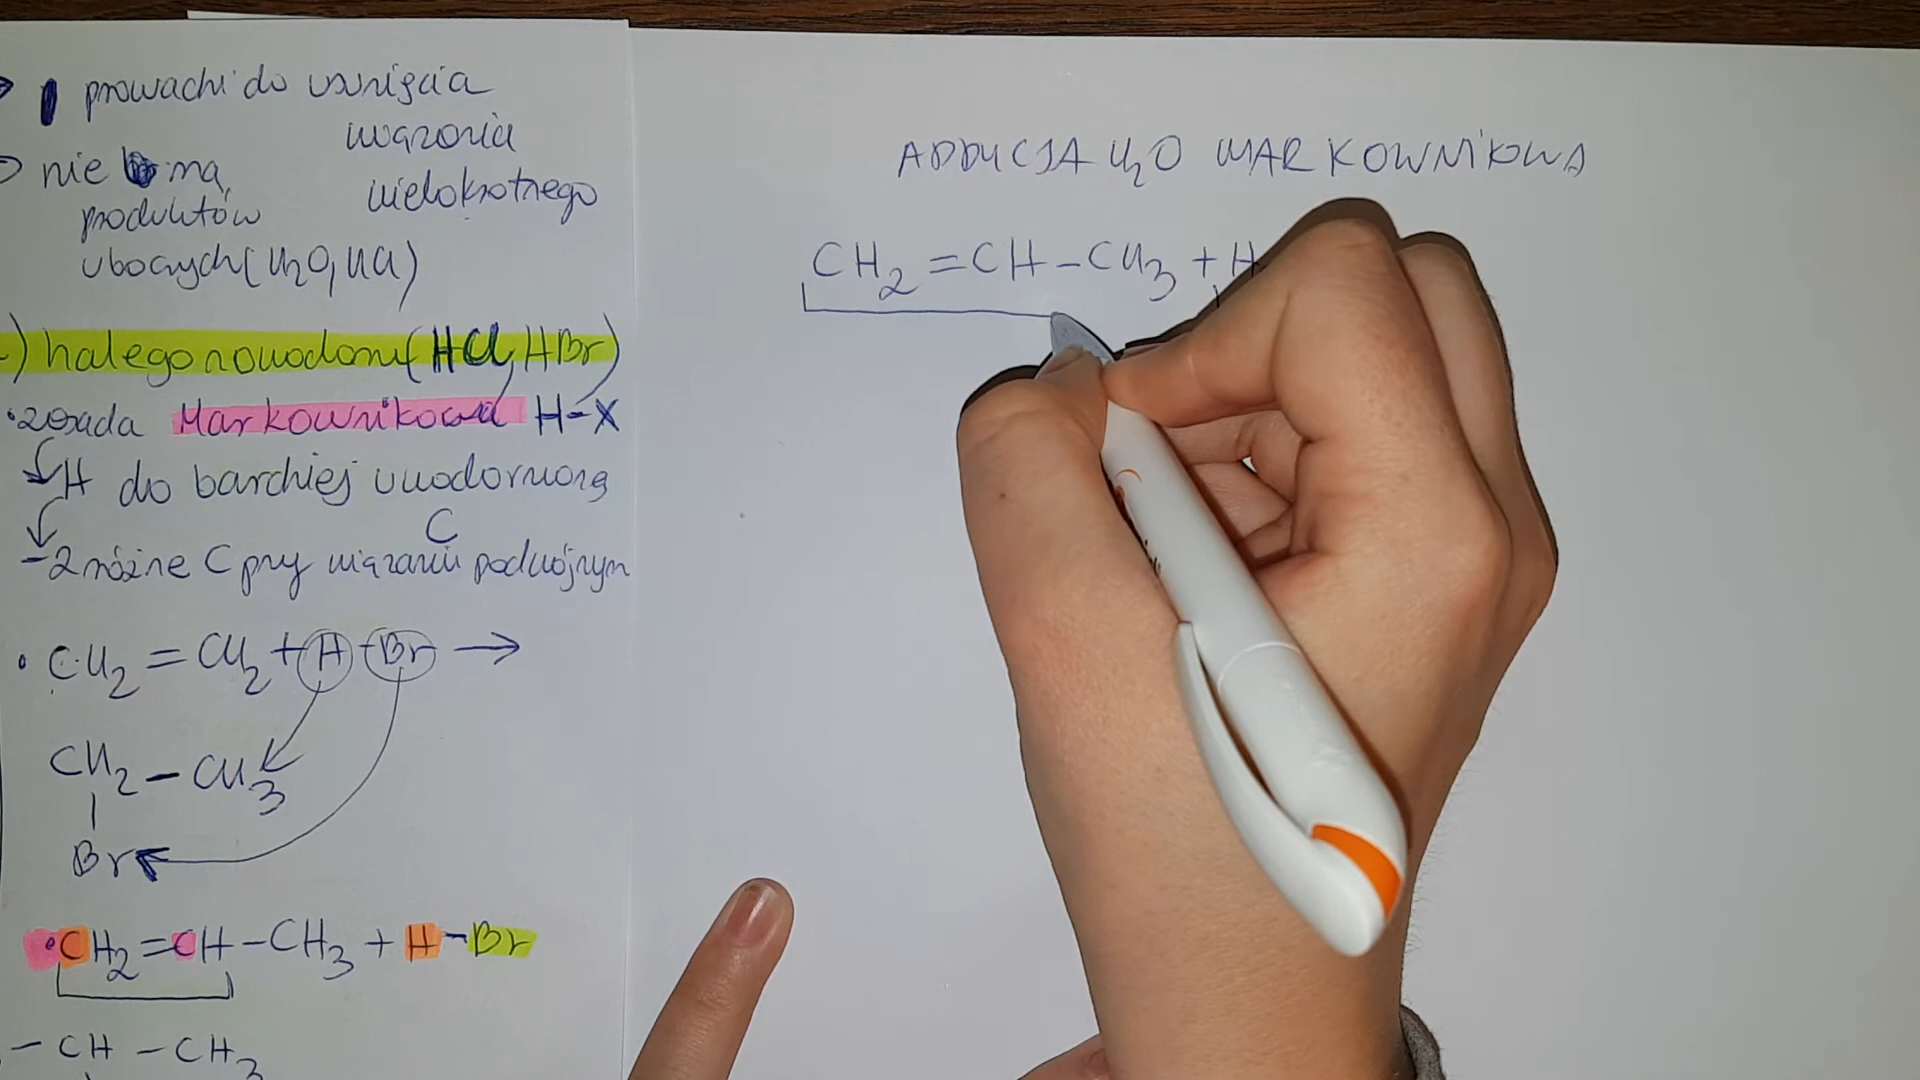 prowadzi do usunięcia
wiązania
nie ma wielokrotnego
produktów
ubocznych (H2O, HCl)
) halogenowodoru (HCl, HBr)
• zasada Markownikowa H-X
H do bardziej uwodorniona
C
- 2 różne C przy wiązaniu podwójnym
• CH2 = CH2 + H - Br →
CH2 - CH3
|
Br
• CH2 = CH - CH3 + H - Br
- CH - CH3
ADDYCJA H2O MARKOWNIKOWA
CH2 = CH - CH3 + H